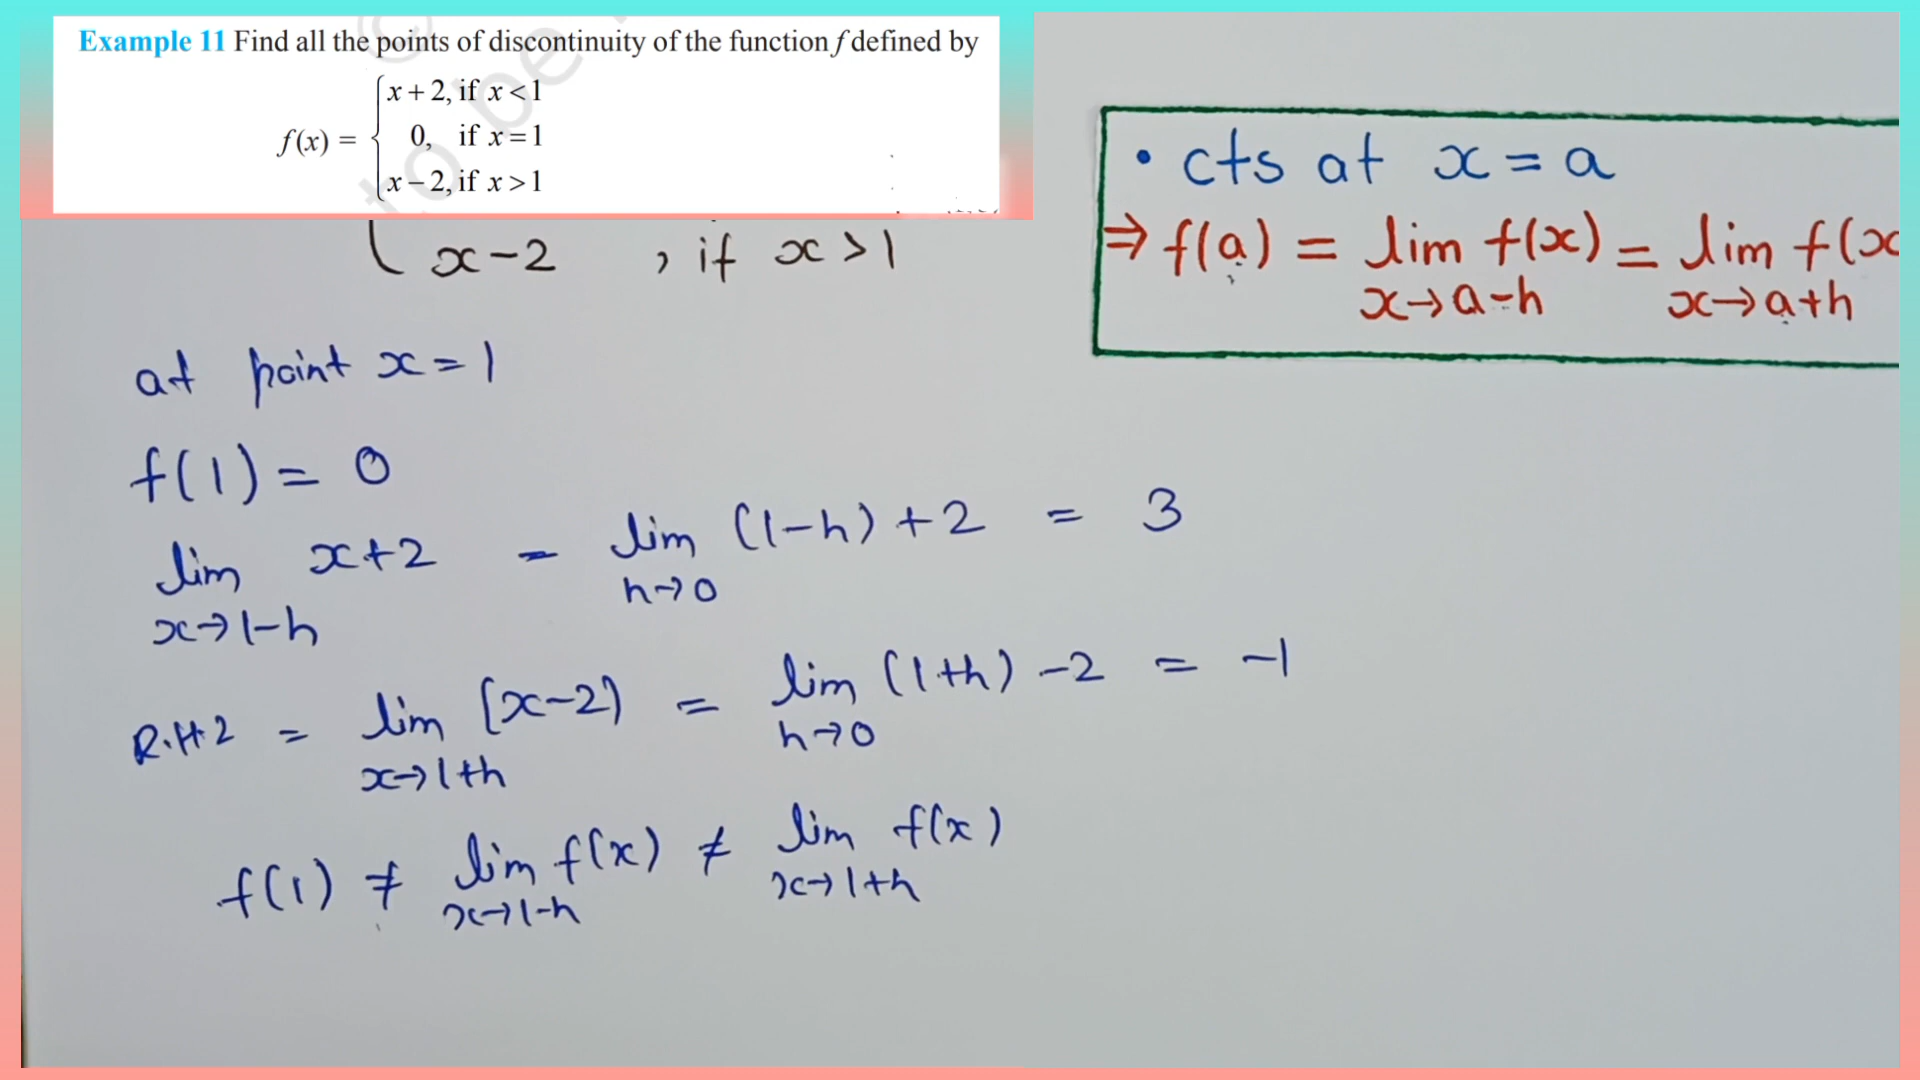 Example 11 Find all the points of discontinuity of the function f defined by
f(x) = { x + 2, if x < 1
0, if x = 1
x − 2, if x > 1
to be
• cts at x = a
⇒ f(a) = lim f(x) = lim f(x
x→a-h x→a+h
x-2 , if x > 1
at point x = 1
f(1) = 0
lim x+2 = lim (1-h) + 2 = 3
x→1-h h→0
R.H.L = lim (x-2) = lim (1+h) -2 = -1
x→1+h h→0
f(1) ≠ lim f(x) ≠ lim f(x)
x→1-h x→1+h